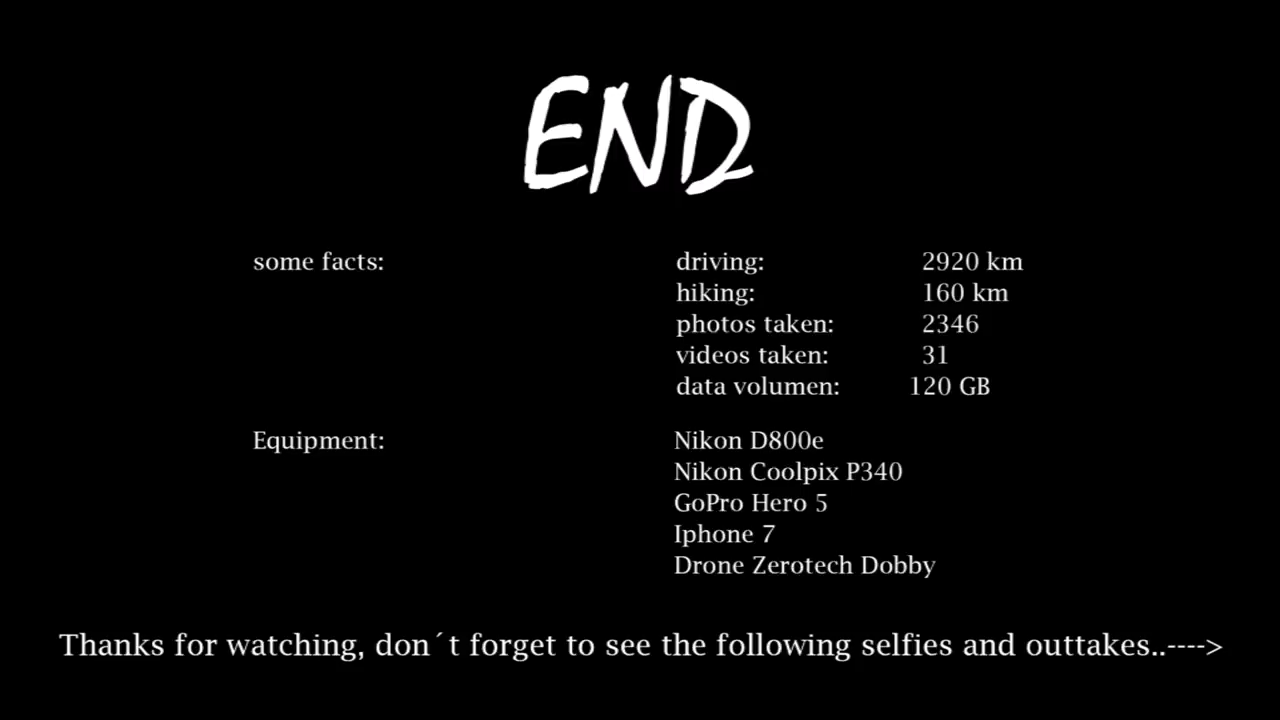 END
some facts: driving: 2920 km
hiking: 160 km
photos taken: 2346
videos taken: 31
data volumen: 120 GB
Equipment: Nikon D800e
Nikon Coolpix P340
GoPro Hero 5
Iphone 7
Drone Zerotech Dobby
Thanks for watching, don´t forget to see the following selfies and outtakes..---->